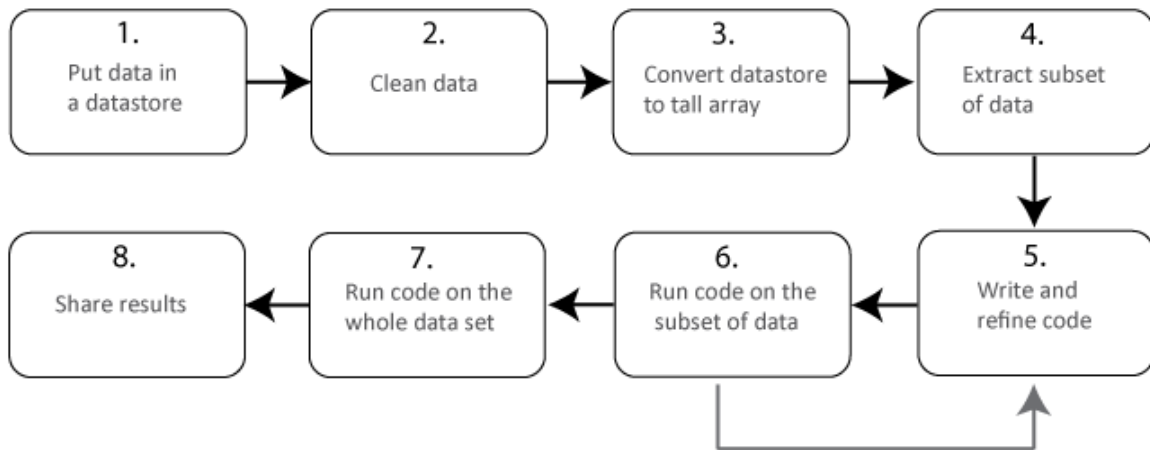 1.
Put data in
a datastore
2.
Clean data
3.
Convert datastore
to tall array
4.
Extract subset
of data
5.
Write and
refine code
6.
Run code on the
subset of data
7.
Run code on the
whole data set
8.
Share results